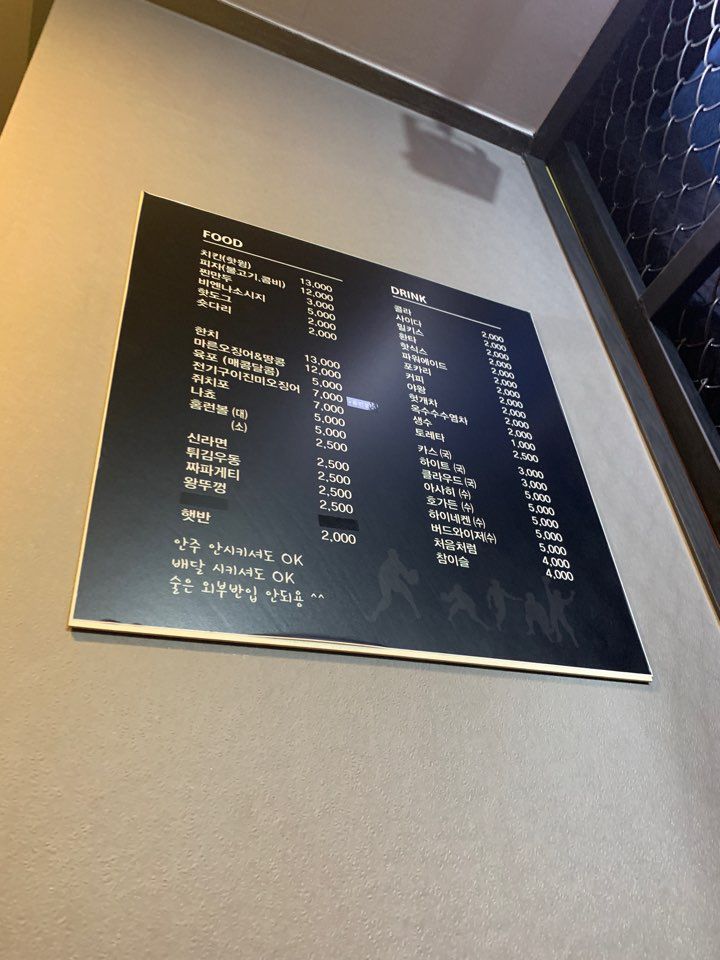 FOOD
치킨(핫윙) 13,000
피자(불고기,콤비) 12,000
찐만두 3,000
비엔나소시지 5,000
핫도그 2,000
숏다리 2,000
한치 13,000
마른오징어&땅콩 12,000
육포 (매콤달콤) 5,000
전기구이진미오징어 7,000
쥐치포 7,000
나쵸 5,000
홈런볼 (대) 5,000
(소) 2,500
신라면 2,500
튀김우동 2,500
짜파게티 2,500
왕뚜껑 2,500
햇반 2,000
안주 안시키셔도 OK
배달 시키셔도 OK
술은 외부반입 안되용 ^^
DRINK
콜라 2,000
사이다 2,000
밀키스 2,000
환타 2,000
핫식스 2,000
파워에이드 2,000
포카리 2,000
커피 2,000
야왕 2,000
헛개차 2,000
옥수수수염차 2,000
생수 1,000
토레타 2,500
카스 (국) 3,000
하이트 (국) 3,000
클라우드 (국) 5,000
아사히 (수) 5,000
호가든 (수) 5,000
하이네켄 (수) 5,000
버드와이저(수) 5,000
처음처럼 4,000
참이슬 4,000